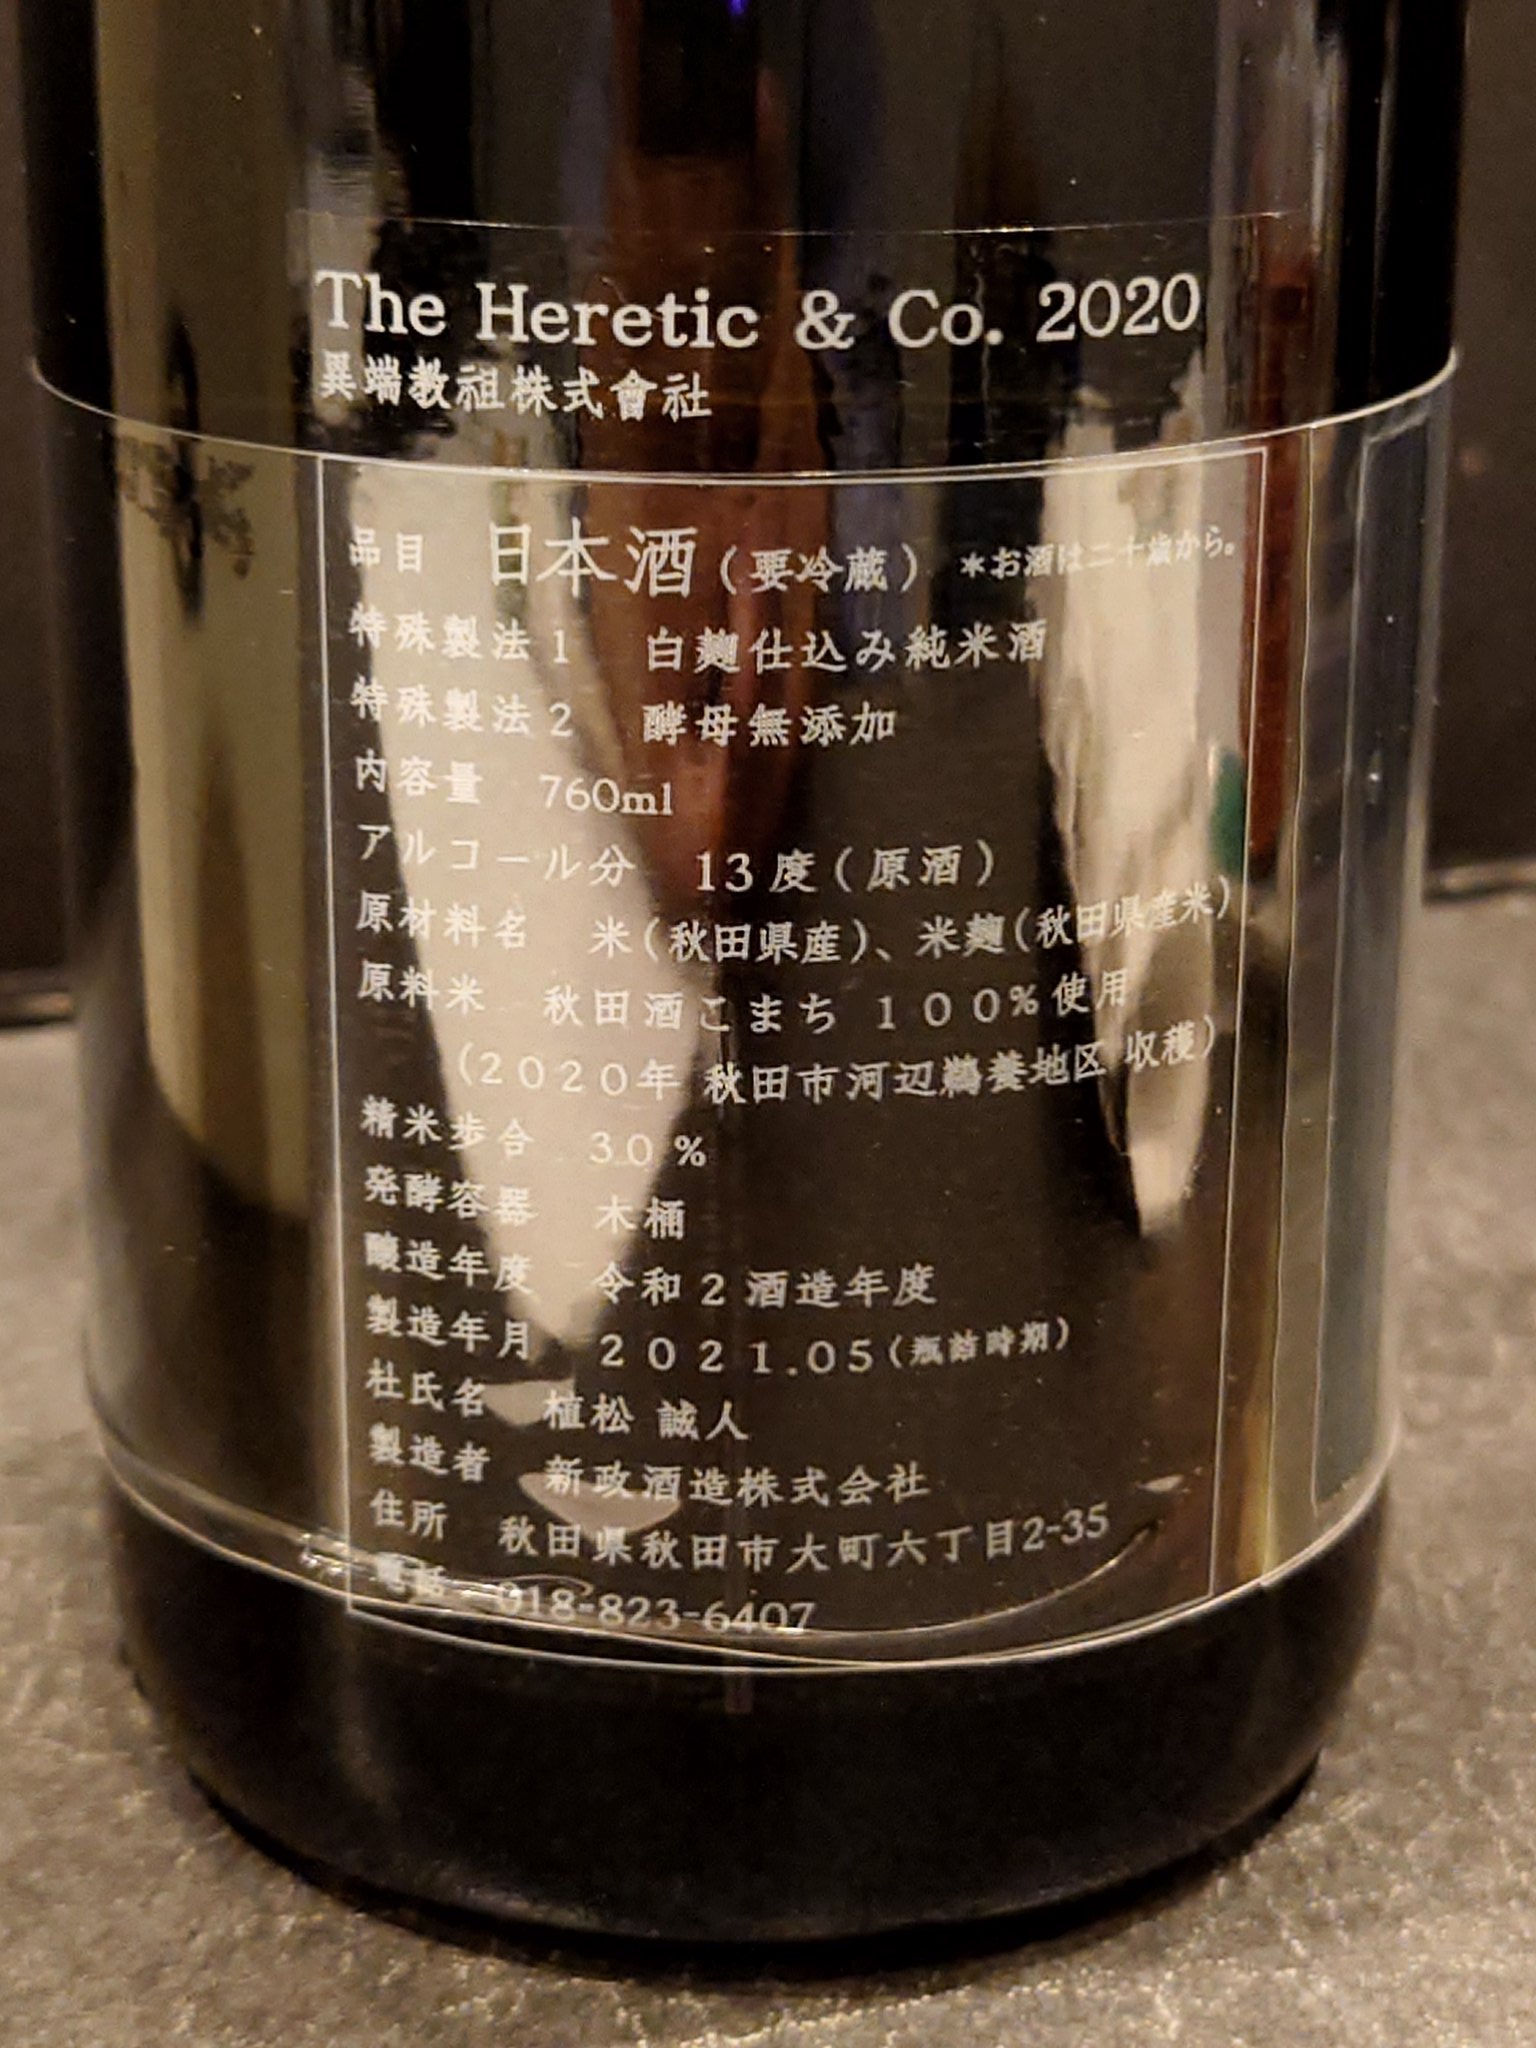 The Heretic & Co. 2020
異端教祖株式會社
品目 日本酒（要冷蔵） *お酒は二十歳から。
特殊製法1 白麹仕込み純米酒
特殊製法2 酵母無添加
内容量 760ml
アルコール分 13度（原酒）
原材料名 米（秋田県産）、米麹（秋田県産米）
原料米 秋田酒こまち 100%使用
（2020年 秋田市河辺鵜養地区 収穫）
精米歩合 30%
発酵容器 木桶
醸造年度 令和2酒造年度
製造年月 2021.05（瓶詰時期）
杜氏名 植松 誠人
製造者 新政酒造株式会社
住所 秋田県秋田市大町六丁目2-35
電話 018-823-6407